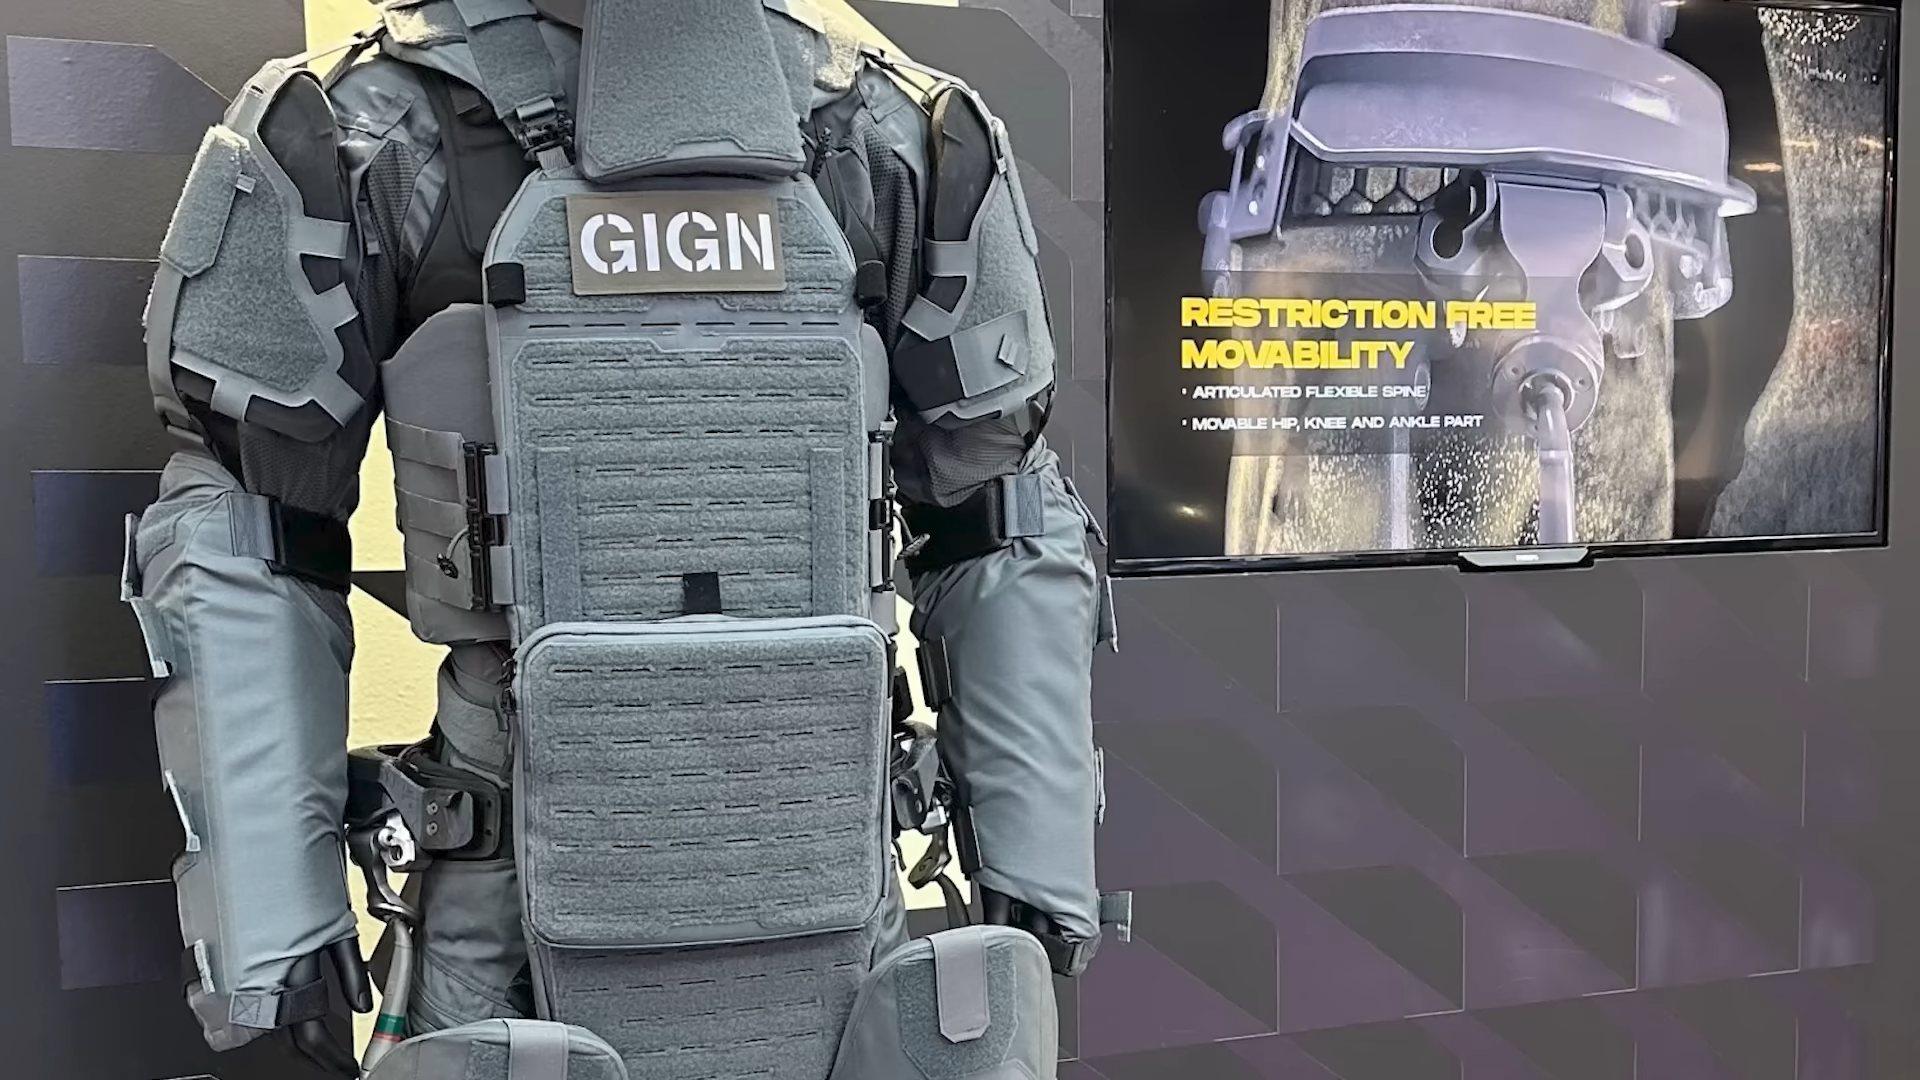 GIGN
RESTRICTION FREE
MOVABILITY
· ARTICULATED FLEXIBLE SPINE
· MOVABLE HIP, KNEE AND ANKLE PART